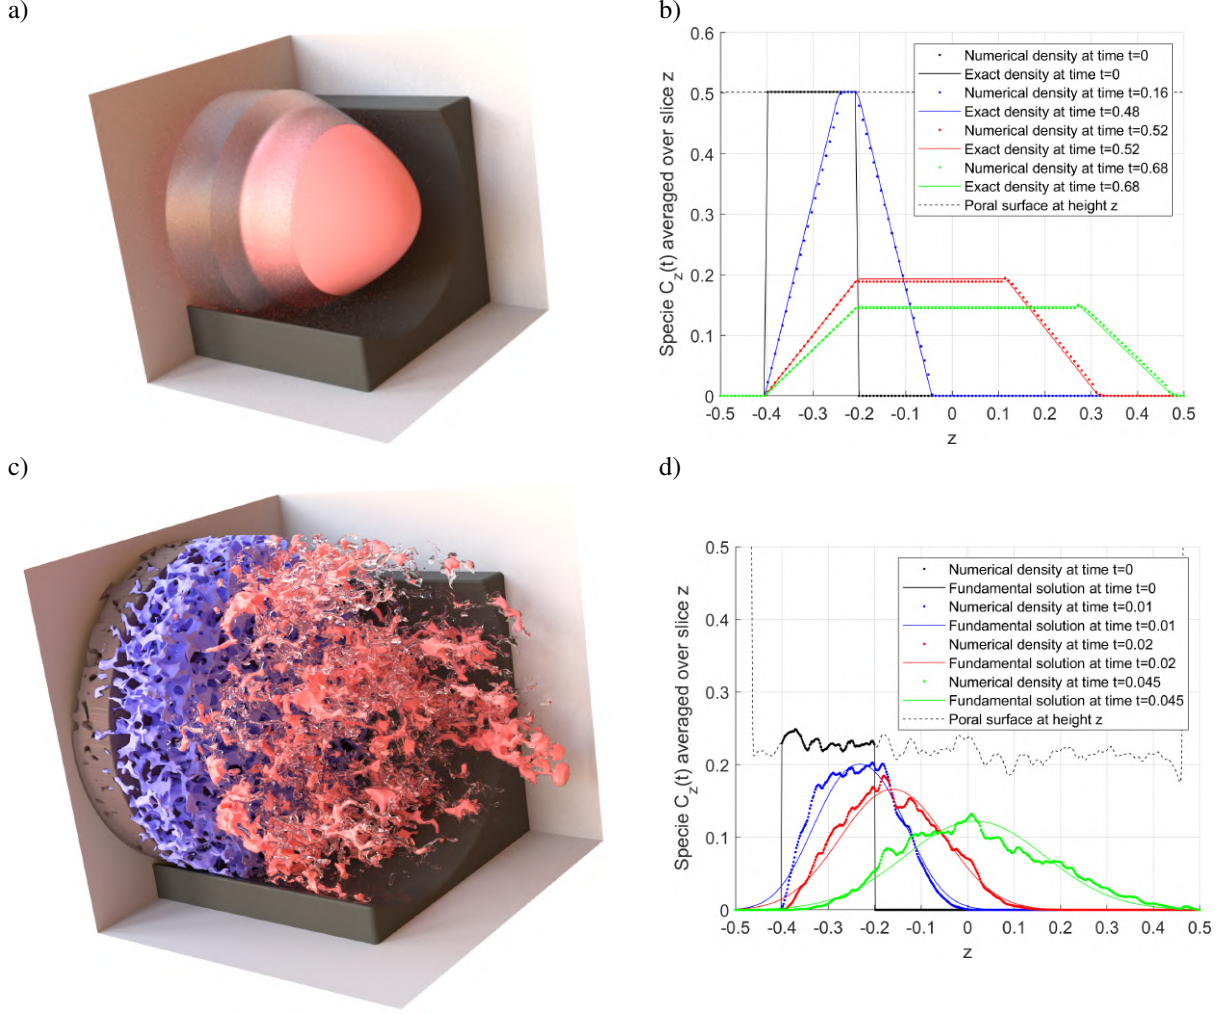 a)
b)
Specie C_z(t) averaged over slice z
0.6
0.5
0.4
0.3
0.2
0.1
0
Numerical density at time t=0
Exact density at time t=0
Numerical density at time t=0.16
Exact density at time t=0.48
Numerical density at time t=0.52
Exact density at time t=0.52
Numerical density at time t=0.68
Exact density at time t=0.68
Poral surface at height z
-0.5 -0.4 -0.3 -0.2 -0.1 0 0.1 0.2 0.3 0.4 0.5
z
c)
d)
Specie C_z(t) averaged over slice z
0.5
0.4
0.3
0.2
0.1
0
Numerical density at time t=0
Fundamental solution at time t=0
Numerical density at time t=0.01
Fundamental solution at time t=0.01
Numerical density at time t=0.02
Fundamental solution at time t=0.02
Numerical density at time t=0.045
Fundamental solution at time t=0.045
Poral surface at height z
-0.5 -0.4 -0.3 -0.2 -0.1 0 0.1 0.2 0.3 0.4 0.5
z